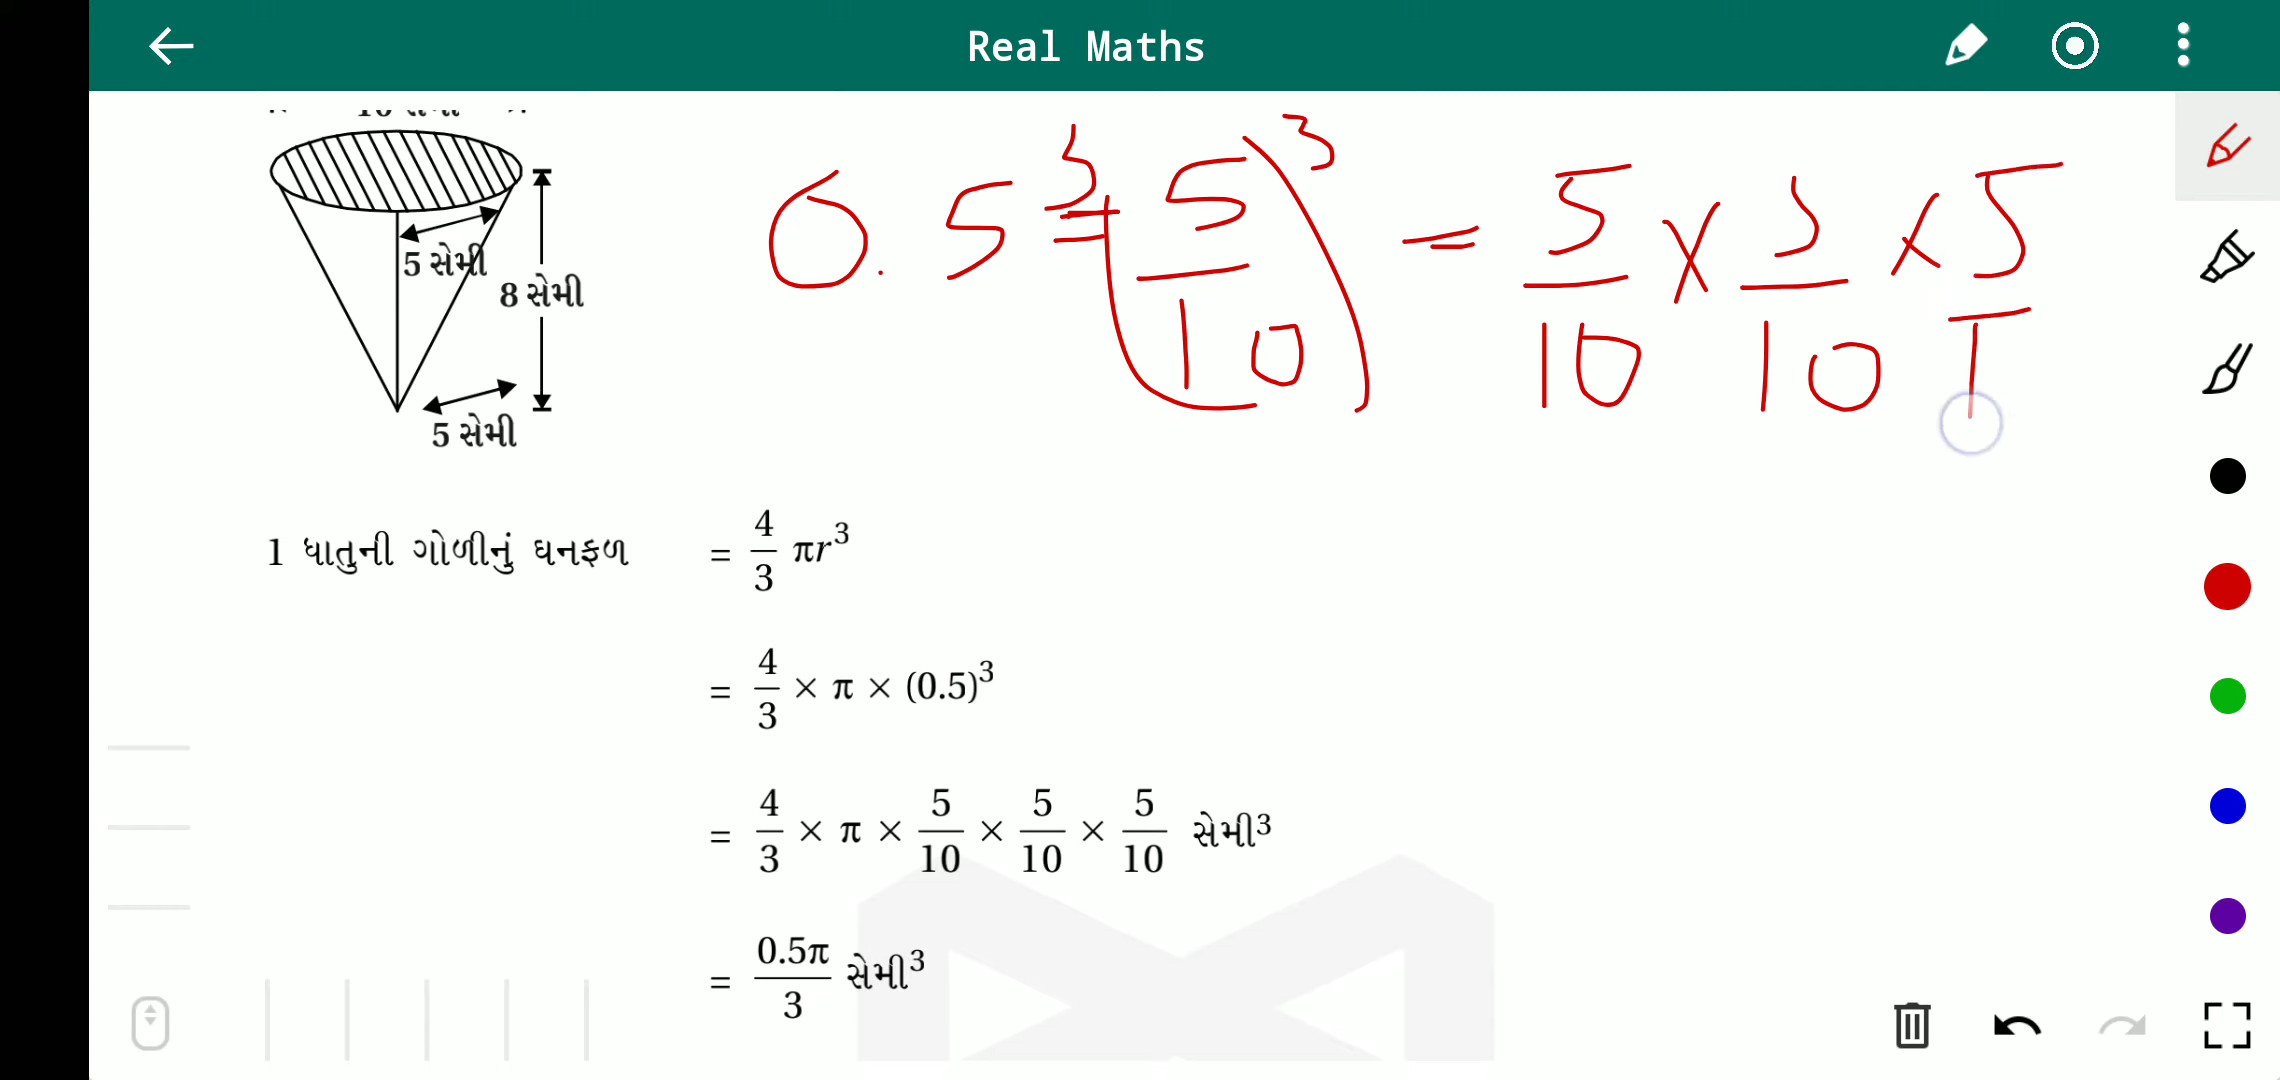 Real Maths
5 સેમી
8 સેમી
5 સેમી
0.5³ = (5/10)³ = 5/10 × 5/10 × 5/1
1 ધાતુની ગોળીનું ઘનફળ = 4/3 πr³
= 4/3 × π × (0.5)³
= 4/3 × π × 5/10 × 5/10 × 5/10 સેમી³
= 0.5π/3 સેમી³